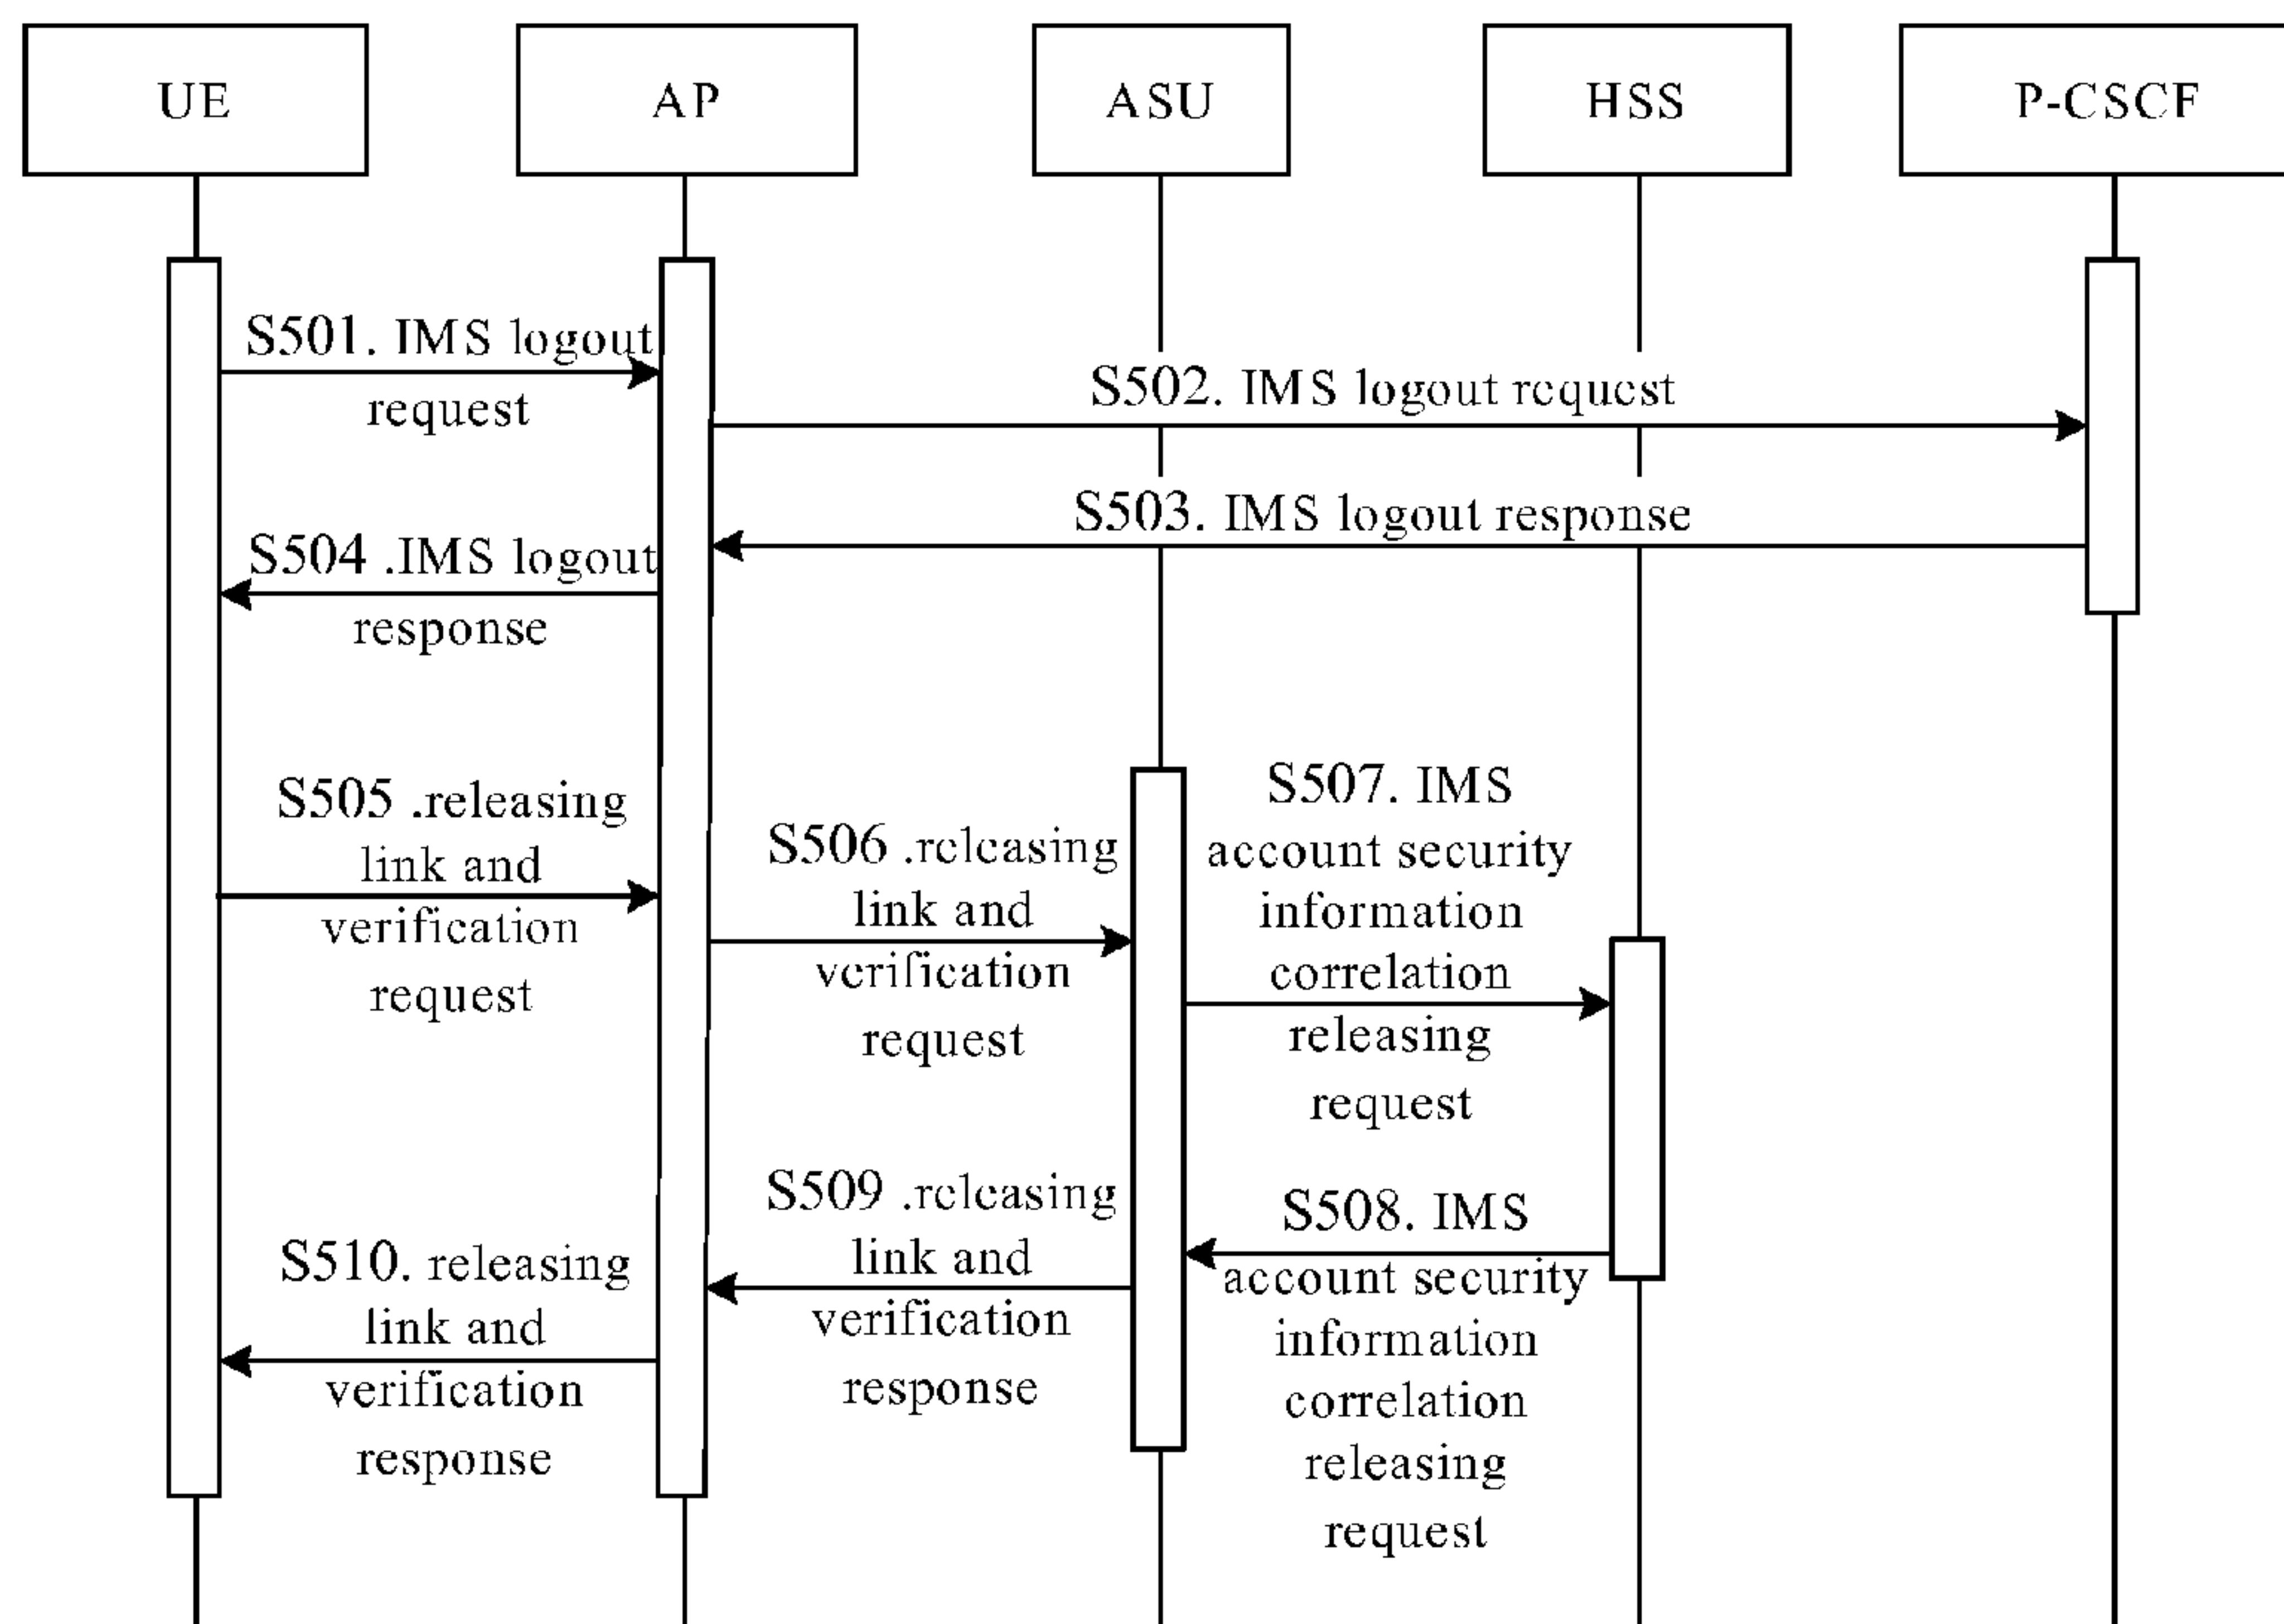 UE
AP
ASU
HSS
P-CSCF
S501. IMS logout
request
S502. IMS logout request
S503. IMS logout response
S504 .IMS logout
response
S505 .releasing
link and
verification
request
S506 .releasing
link and
verification
request
S507. IMS
account security
information
correlation
releasing
request
S508. IMS
account security
information
correlation
releasing
request
S509 .releasing
link and
verification
response
S510. releasing
link and
verification
response